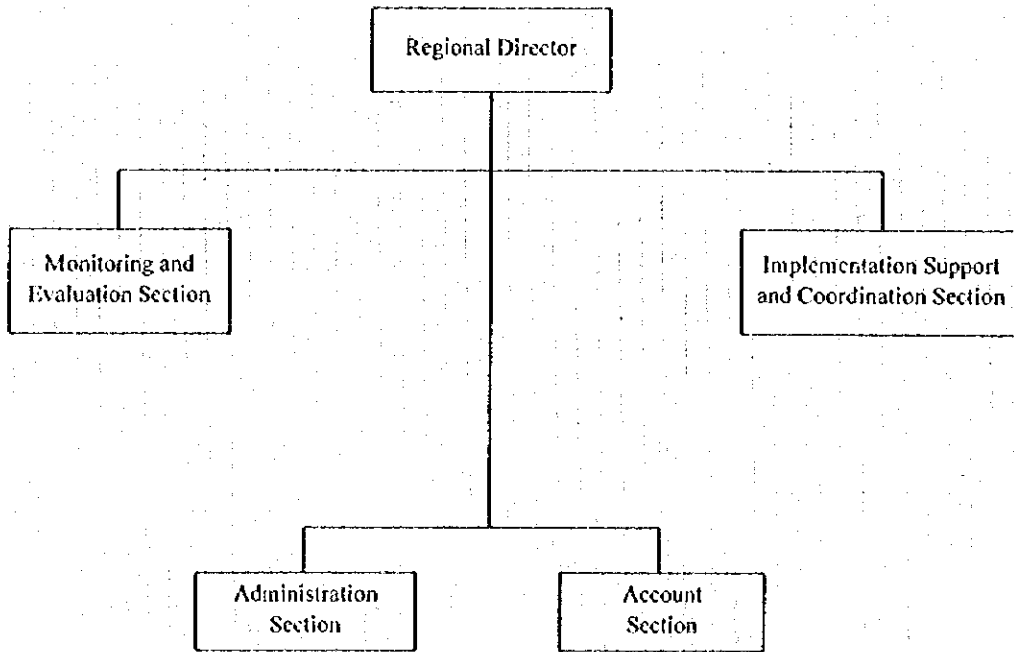 Regional Director
Monitoring and
Evaluation Section
Implementation Support
and Coordination Section
Administration
Section
Account
Section